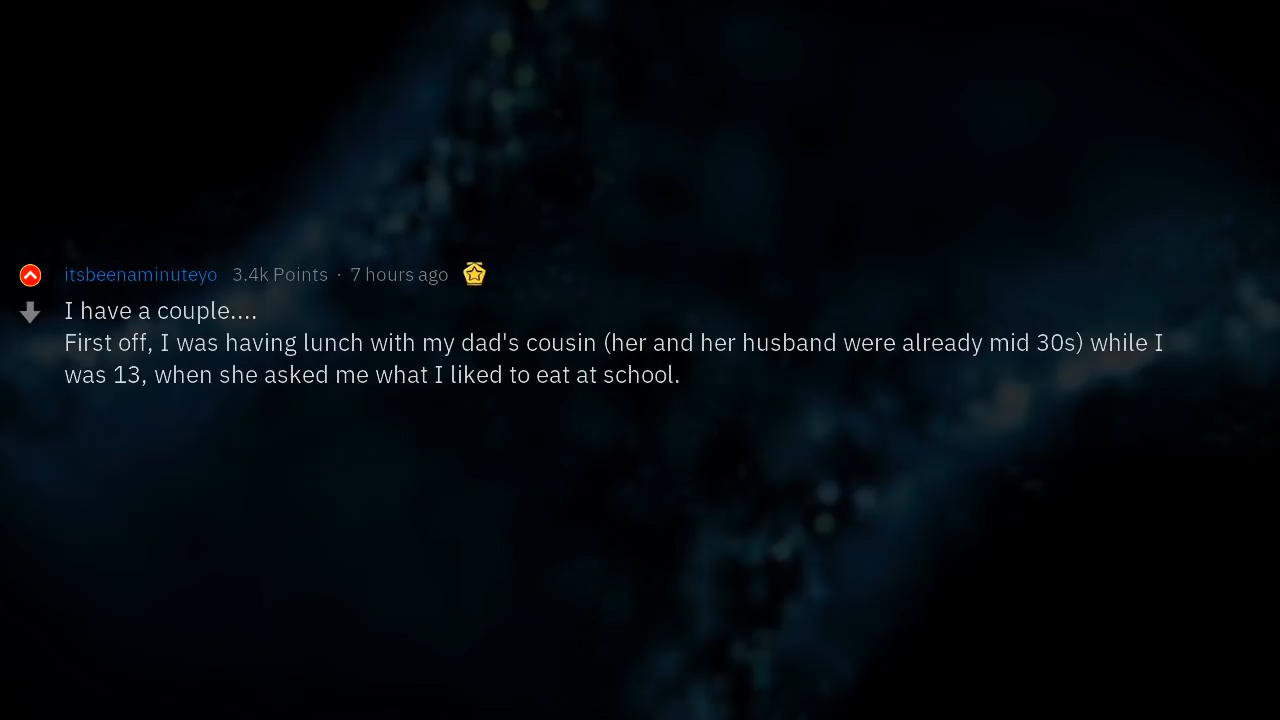 itsbeenaminuteyo 3.4k Points · 7 hours ago
I have a couple....
First off, I was having lunch with my dad's cousin (her and her husband were already mid 30s) while I
was 13, when she asked me what I liked to eat at school.